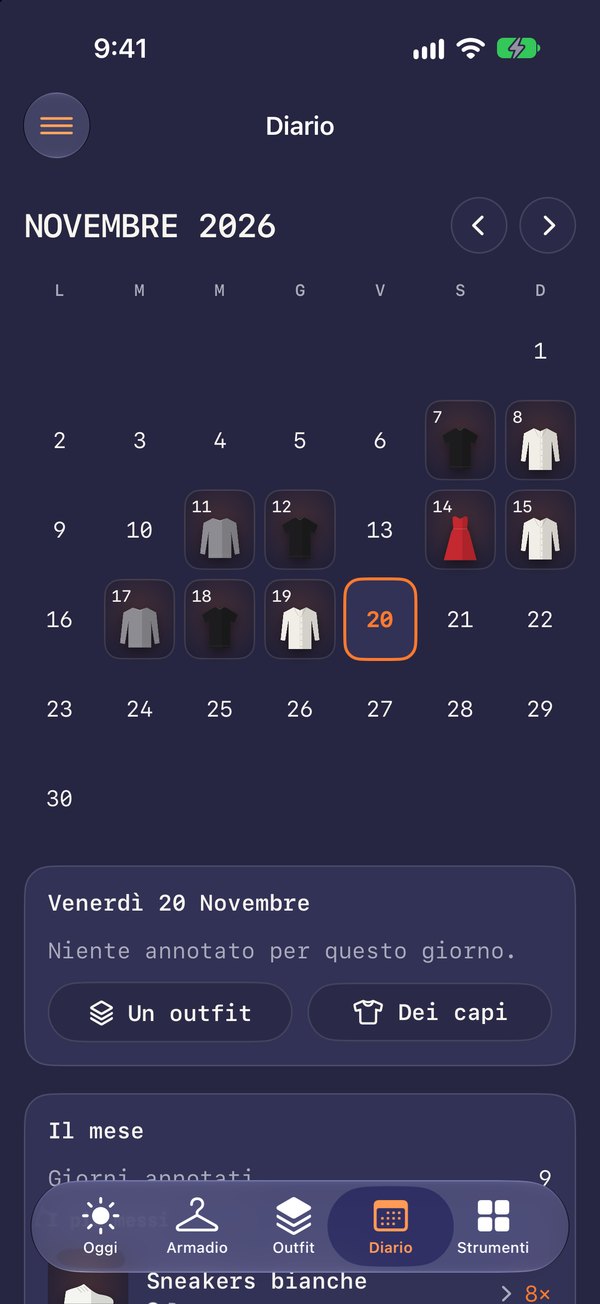 9:41
Diario
NOVEMBRE 2026
L M M G V S D
1
2 3 4 5 6 7 8
9 10 11 12 13 14 15
16 17 18 19 20 21 22
23 24 25 26 27 28 29
30
Venerdì 20 Novembre
Niente annotato per questo giorno.
Un outfit Dei capi
Il mese
Giorni annotati 9
Oggi Armadio Outfit Diario Strumenti
Sneakers bianche 8×